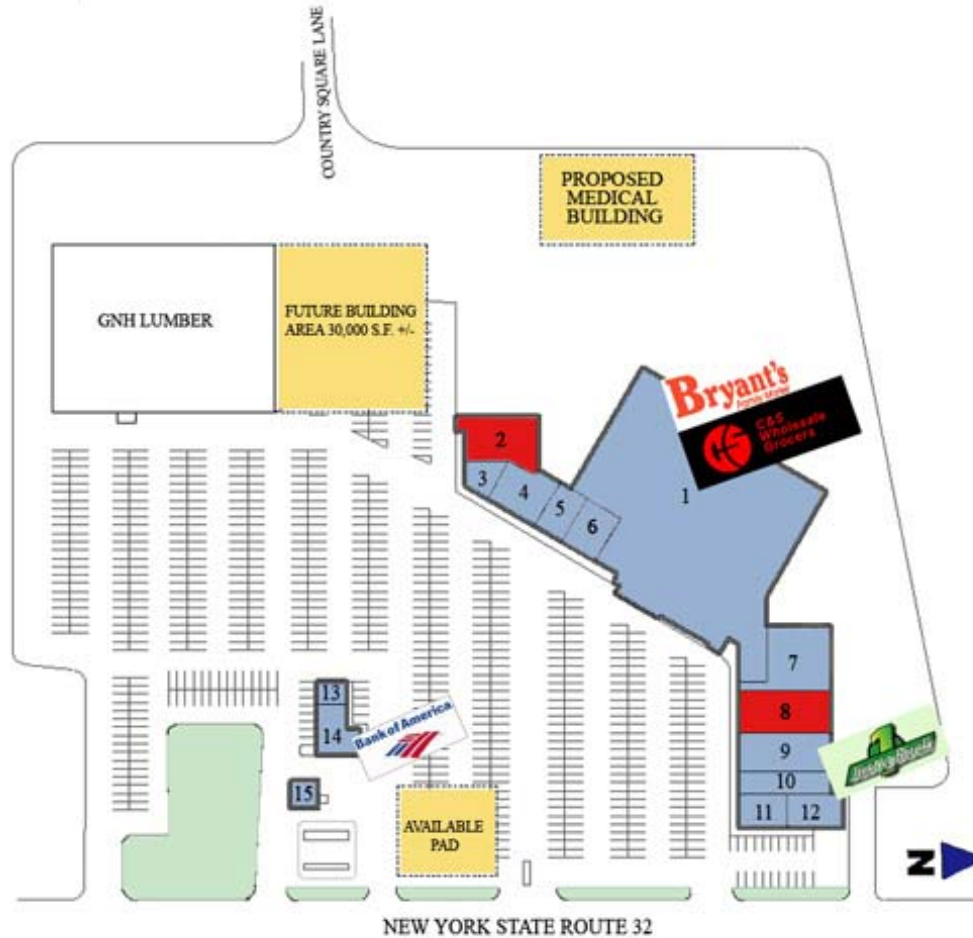 COUNTRY SQUARE LANE
PROPOSED
MEDICAL
BUILDING
GNH LUMBER
FUTURE BUILDING
AREA 30,000 S.F. +/-
Bryant's
C&S
Wholesale
Grocers
1
2
3
4
5
6
7
8
9
10
11
12
13
14
Bank of America
15
AVAILABLE
PAD
N
NEW YORK STATE ROUTE 32